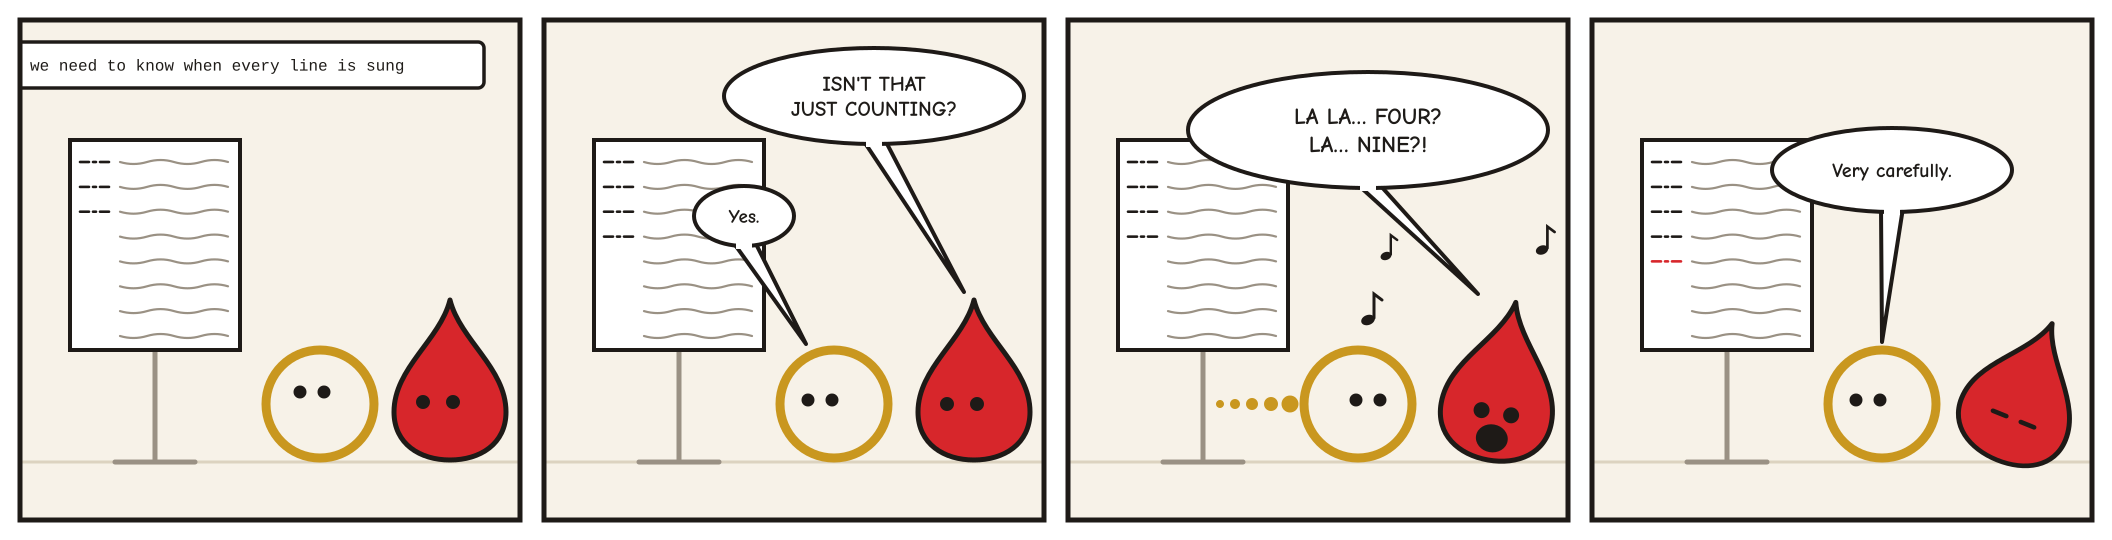 we need to know when every line is sung
ISN'T THAT
JUST COUNTING?
Yes.
LA LA... FOUR?
LA... NINE?!
Very carefully.